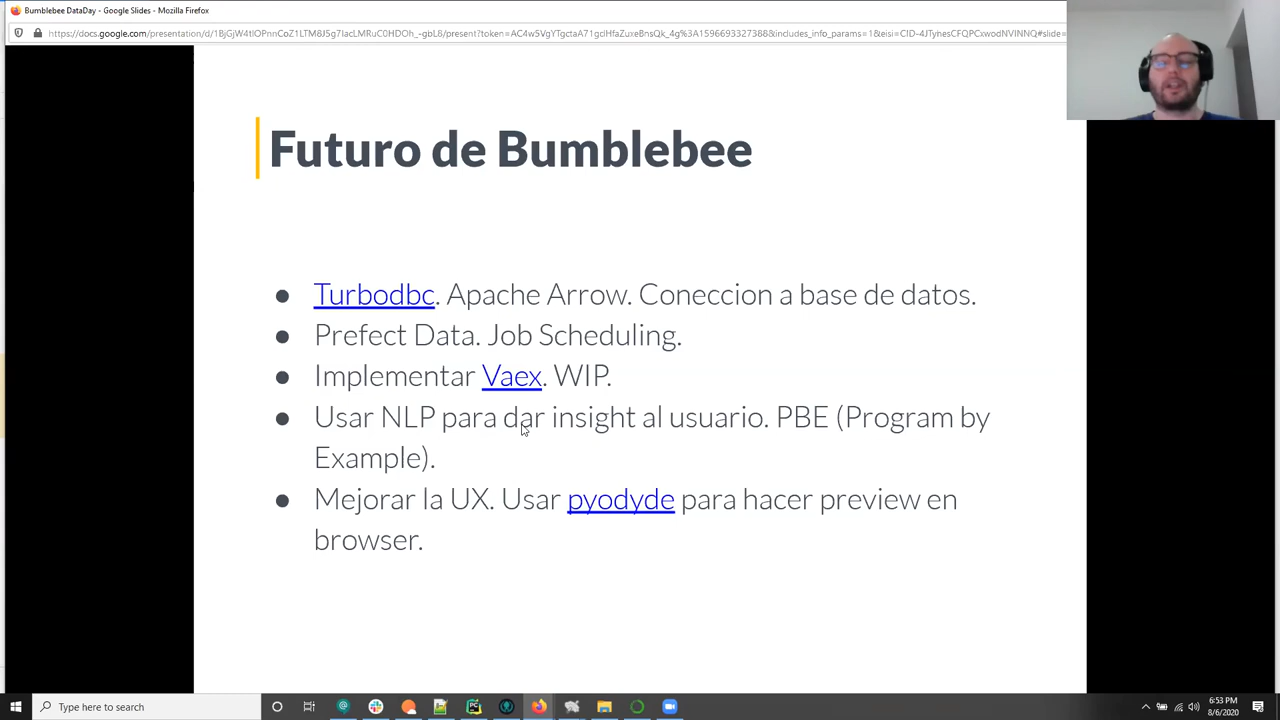 Bumblebee DataDay - Google Slides - Mozilla Firefox
Futuro de Bumblebee
● Turbodbc. Apache Arrow. Coneccion a base de datos.
● Prefect Data. Job Scheduling.
● Implementar Vaex. WIP.
● Usar NLP para dar insight al usuario. PBE (Program by
Example).
● Mejorar la UX. Usar pyodyde para hacer preview en
browser.
Type here to search
6:53 PM
8/6/2020